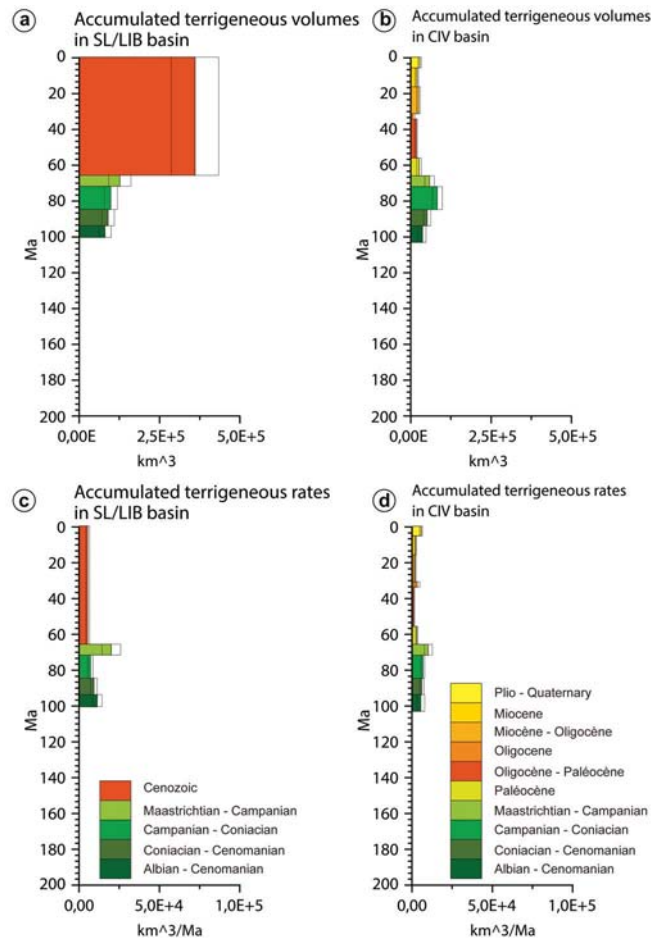 a
Accumulated terrigeneous volumes
in SL/LIB basin
0
20
40
60
80
100
120
140
160
180
200
Ma
0,00E
2,5E+5
5,0E+5
km^3
b
Accumulated terrigeneous volumes
in CIV basin
0
20
40
60
80
100
120
140
160
180
200
Ma
0,00E
2,5E+5
5,0E+5
km^3
c
Accumulated terrigeneous rates
in SL/LIB basin
0
20
40
60
80
100
120
140
160
180
200
Ma
Cenozoic
Maastrichtian - Campanian
Campanian - Coniacian
Coniacian - Cenomanian
Albian - Cenomanian
0,00
5,0E+4
1,0E+5
km^3/Ma
d
Accumulated terrigeneous rates
in CIV basin
0
20
40
60
80
100
120
140
160
180
200
Ma
Plio - Quaternary
Miocene
Miocène - Oligocène
Oligocene
Oligocène - Paléocène
Paléocène
Maastrichtian - Campanian
Campanian - Coniacian
Coniacian - Cenomanian
Albian - Cenomanian
0,00
5,0E+4
1,0E+5
km^3/Ma